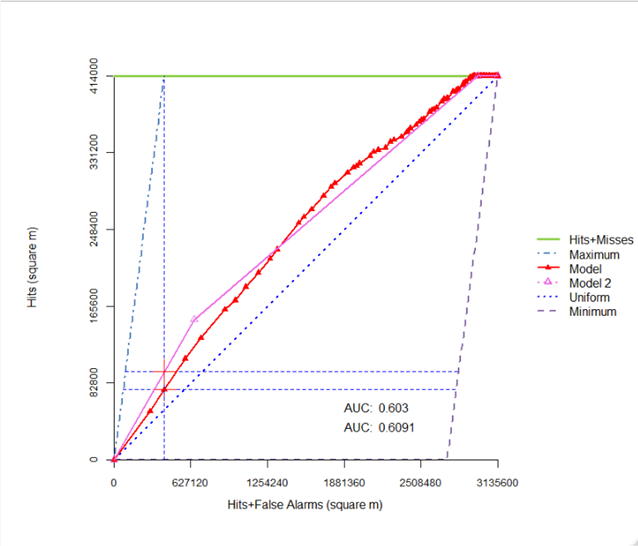 414000
331200
248400
165600
82800
0
Hits (square m)
0 627120 1254240 1881360 2508480 3135600
Hits+False Alarms (square m)
AUC: 0.603
AUC: 0.6091
Hits+Misses
Maximum
Model
Model 2
Uniform
Minimum